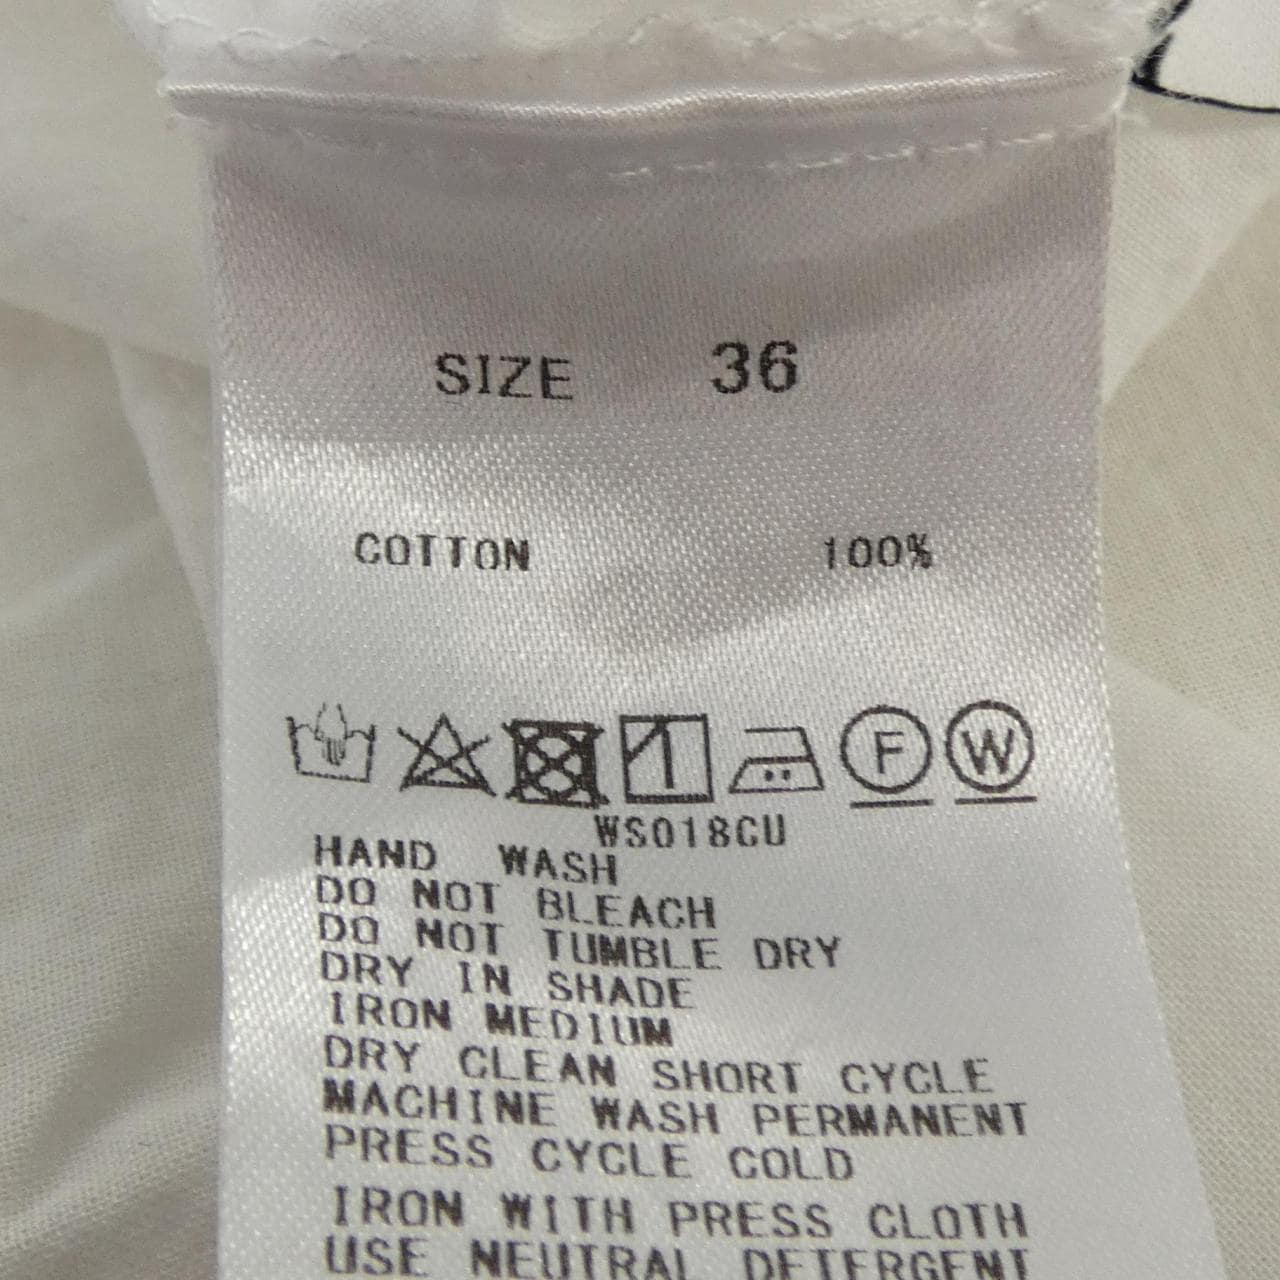 SIZE 36
COTTON 100%
F W
WS018CU
HAND WASH
DO NOT BLEACH
DO NOT TUMBLE DRY
DRY IN SHADE
IRON MEDIUM
DRY CLEAN SHORT CYCLE
MACHINE WASH PERMANENT
PRESS CYCLE COLD
IRON WITH PRESS CLOTH
USE NEUTRAL DETERGENT